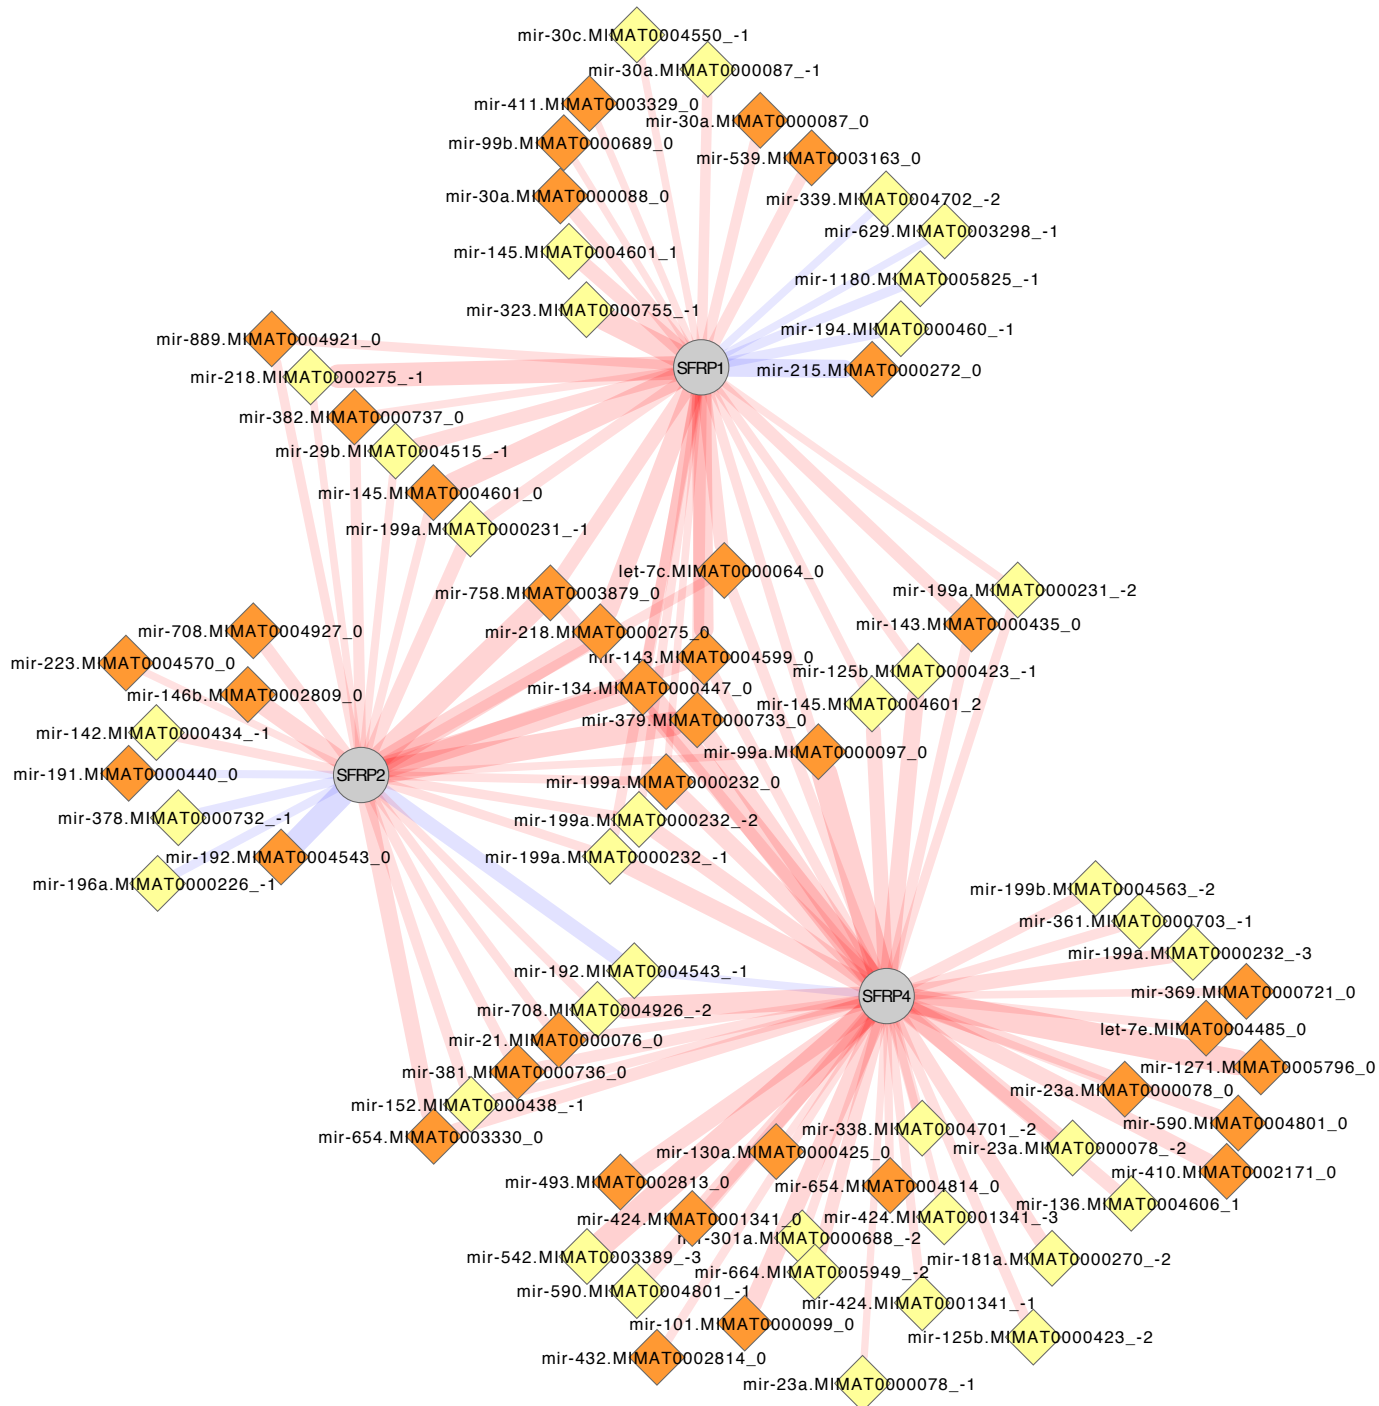 mir-30c.MIMAT0004550_-1
mir-30a.MIMAT0000087_-1
mir-411.MIMAT0003329_0
mir-30a.MIMAT0000087_0
mir-99b.MIMAT0000689_0
mir-539.MIMAT0003163_0
mir-30a.MIMAT0000088_0
mir-339.MIMAT0004702_-2
mir-629.MIMAT0003298_-1
mir-145.MIMAT0004601_1
mir-1180.MIMAT0005825_-1
mir-323.MIMAT0000755_-1
mir-194.MIMAT0000460_-1
mir-889.MIMAT0004921_0
SFRP1
mir-215.MIMAT0000272_0
mir-218.MIMAT0000275_-1
mir-382.MIMAT0000737_0
mir-29b.MIMAT0004515_-1
mir-145.MIMAT0004601_0
mir-199a.MIMAT0000231_-1
let-7c.MIMAT0000064_0
mir-758.MIMAT0003879_0
mir-199a.MIMAT0000231_-2
mir-143.MIMAT0000435_0
mir-708.MIMAT0004927_0
mir-218.MIMAT0000275_0
mir-143.MIMAT0004599_0
mir-223.MIMAT0004570_0
mir-125b.MIMAT0000423_-1
mir-146b.MIMAT0002809_0
mir-134.MIMAT0000447_0
mir-145.MIMAT0004601_2
mir-379.MIMAT0000733_0
mir-142.MIMAT0000434_-1
mir-99a.MIMAT0000097_0
mir-191.MIMAT0000440_0
SFRP2
mir-199a.MIMAT0000232_0
mir-378.MIMAT0000732_-1
mir-199a.MIMAT0000232_-2
mir-192.MIMAT0004543_0
mir-199a.MIMAT0000232_-1
mir-196a.MIMAT0000226_-1
mir-199b.MIMAT0004563_-2
mir-361.MIMAT0000703_-1
mir-199a.MIMAT0000232_-3
mir-192.MIMAT0004543_-1
mir-369.MIMAT0000721_0
SFRP4
mir-708.MIMAT0004926_-2
let-7e.MIMAT0004485_0
mir-21.MIMAT0000076_0
mir-1271.MIMAT0005796_0
mir-381.MIMAT0000736_0
mir-23a.MIMAT0000078_0
mir-152.MIMAT0000438_-1
mir-590.MIMAT0004801_0
mir-654.MIMAT0003330_0
mir-338.MIMAT0004701_-2
mir-23a.MIMAT0000078_-2
mir-130a.MIMAT0000425_0
mir-410.MIMAT0002171_0
mir-493.MIMAT0002813_0
mir-654.MIMAT0004814_0
mir-136.MIMAT0004606_1
mir-424.MIMAT0001341_0
mir-424.MIMAT0001341_-3
mir-301a.MIMAT0000688_-2
mir-542.MIMAT0003389_-3
mir-181a.MIMAT0000270_-2
mir-664.MIMAT0005949_-2
mir-590.MIMAT0004801_-1
mir-424.MIMAT0001341_-1
mir-101.MIMAT0000099_0
mir-125b.MIMAT0000423_-2
mir-432.MIMAT0002814_0
mir-23a.MIMAT0000078_-1